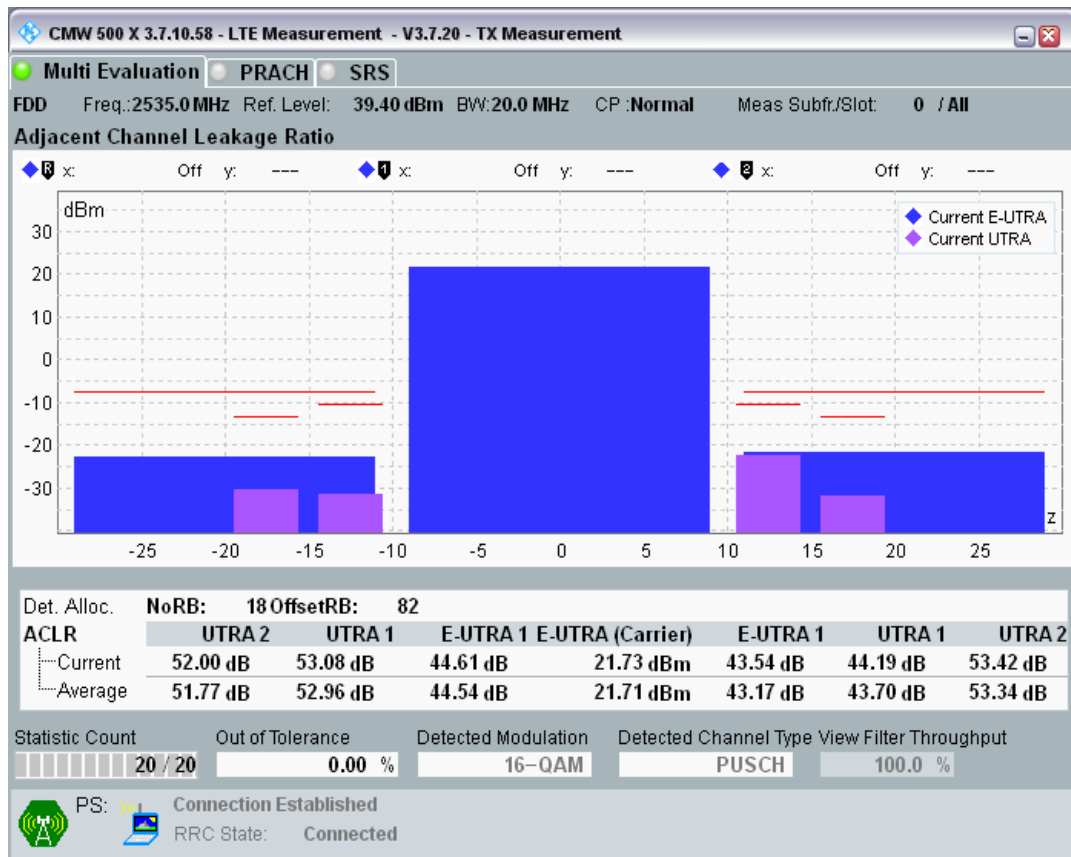 CMW 500 X 3.7.10.58 - LTE Measurement - V3.7.20 - TX Measurement
Multi Evaluation PRACH SRS
FDD Freq.:2535.0 MHz Ref. Level: 39.40 dBm BW:20.0 MHz CP :Normal Meas Subfr./Slot: 0 / All
Adjacent Channel Leakage Ratio
R x: Off y: --- 1 x: Off y: --- 2 x: Off y: ---
dBm
Current E-UTRA
Current UTRA
30
20
10
0
-10
-20
-30
z
-25 -20 -15 -10 -5 0 5 10 15 20 25
Det. Alloc. NoRB: 18 OffsetRB: 82
ACLR UTRA 2 UTRA 1 E-UTRA 1 E-UTRA (Carrier) E-UTRA 1 UTRA 1 UTRA 2
Current 52.00 dB 53.08 dB 44.61 dB 21.73 dBm 43.54 dB 44.19 dB 53.42 dB
Average 51.77 dB 52.96 dB 44.54 dB 21.71 dBm 43.17 dB 43.70 dB 53.34 dB
Statistic Count Out of Tolerance Detected Modulation Detected Channel Type View Filter Throughput
20 / 20 0.00 % 16-QAM PUSCH 100.0 %
PS: Connection Established
RRC State: Connected